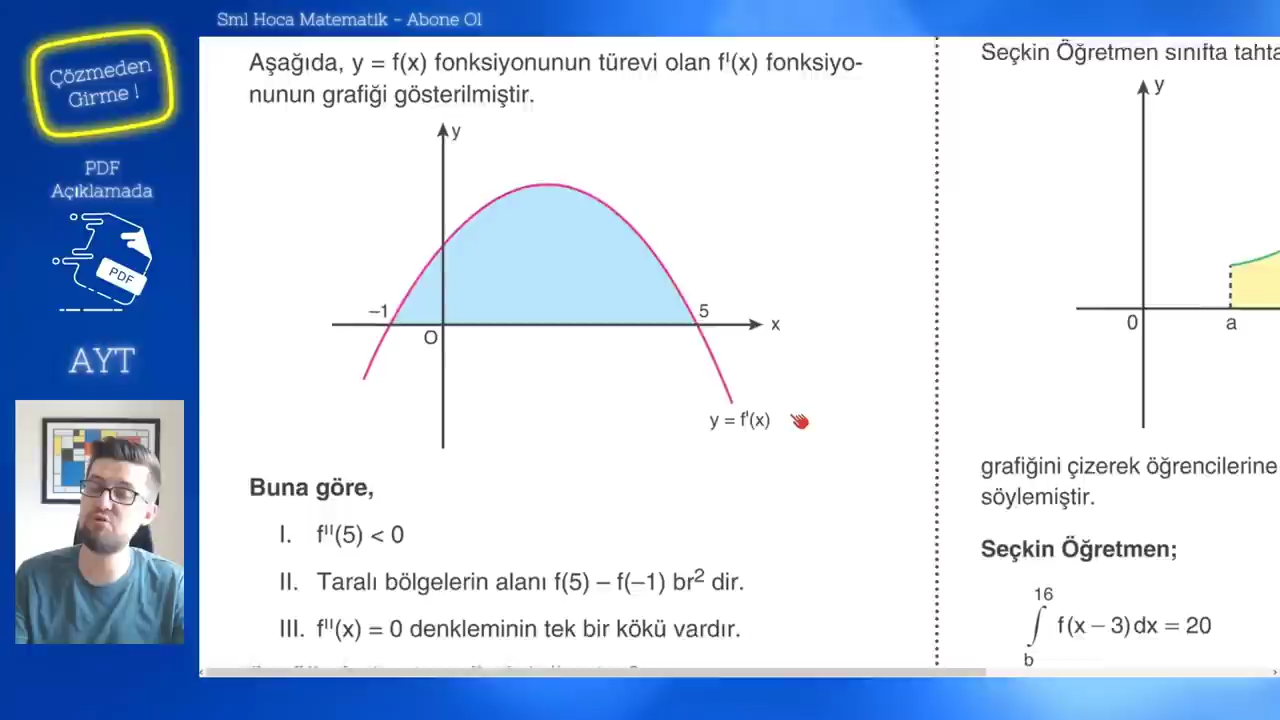 Sml Hoca Matematik - Abone Ol
Çözmeden
Girme !
PDF
Açıklamada
PDF
AYT
Aşağıda, y = f(x) fonksiyonunun türevi olan f'(x) fonksiyo-
nunun grafiği gösterilmiştir.
y
–1
5
O
x
y = f'(x)
Buna göre,
I. f''(5) < 0
II. Taralı bölgelerin alanı f(5) – f(–1) br² dir.
III. f''(x) = 0 denkleminin tek bir kökü vardır.
Seçkin Öğretmen sınıfta tahta
y
0
a
grafiğini çizerek öğrencilerine
söylemiştir.
Seçkin Öğretmen;
16
∫ f(x – 3) dx = 20
b